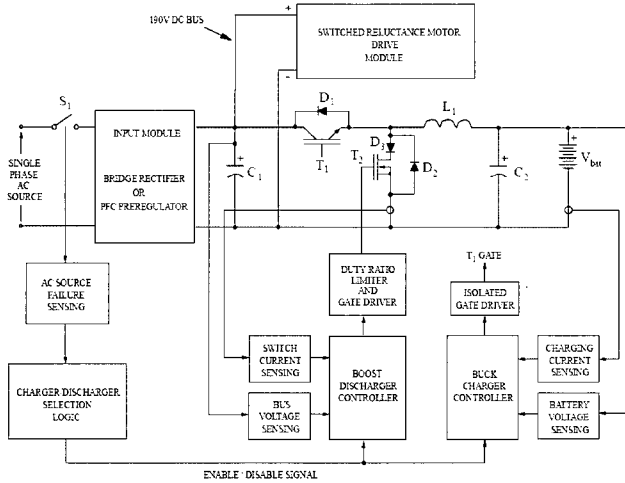 190V DC BUS
+
-
SWITCHED RELUCTANCE MOTOR
DRIVE
MODULE
S1
SINGLE
PHASE
AC
SOURCE
INPUT MODULE
BRIDGE RECTIFIER
OR
PFC PREREGULATOR
D1
T1
+
C1
T2
D3
D2
L1
+
C2
+
Vbatt
AC SOURCE
FAILURE
SENSING
DUTY RATIO
LIMITER
AND
GATE DRIVER
T1 GATE
ISOLATED
GATE DRIVER
CHARGER DISCHARGER
SELECTION
LOGIC
SWITCH
CURRENT
SENSING
BUS
VOLTAGE
SENSING
BOOST
DISCHARGER
CONTROLLER
BUCK
CHARGER
CONTROLLER
CHARGING
CURRENT
SENSING
BATTERY
VOLTAGE
SENSING
ENABLE / DISABLE SIGNAL